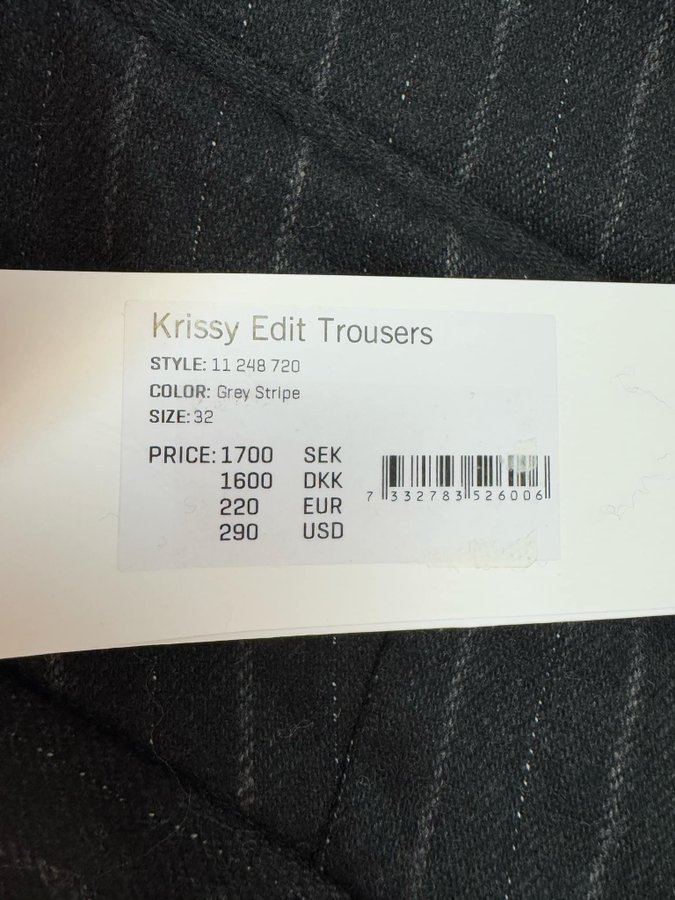 Krissy Edit Trousers
STYLE: 11 248 720
COLOR: Grey Stripe
SIZE: 32
PRICE: 1700 SEK
1600 DKK
220 EUR
290 USD
7 332783 526006